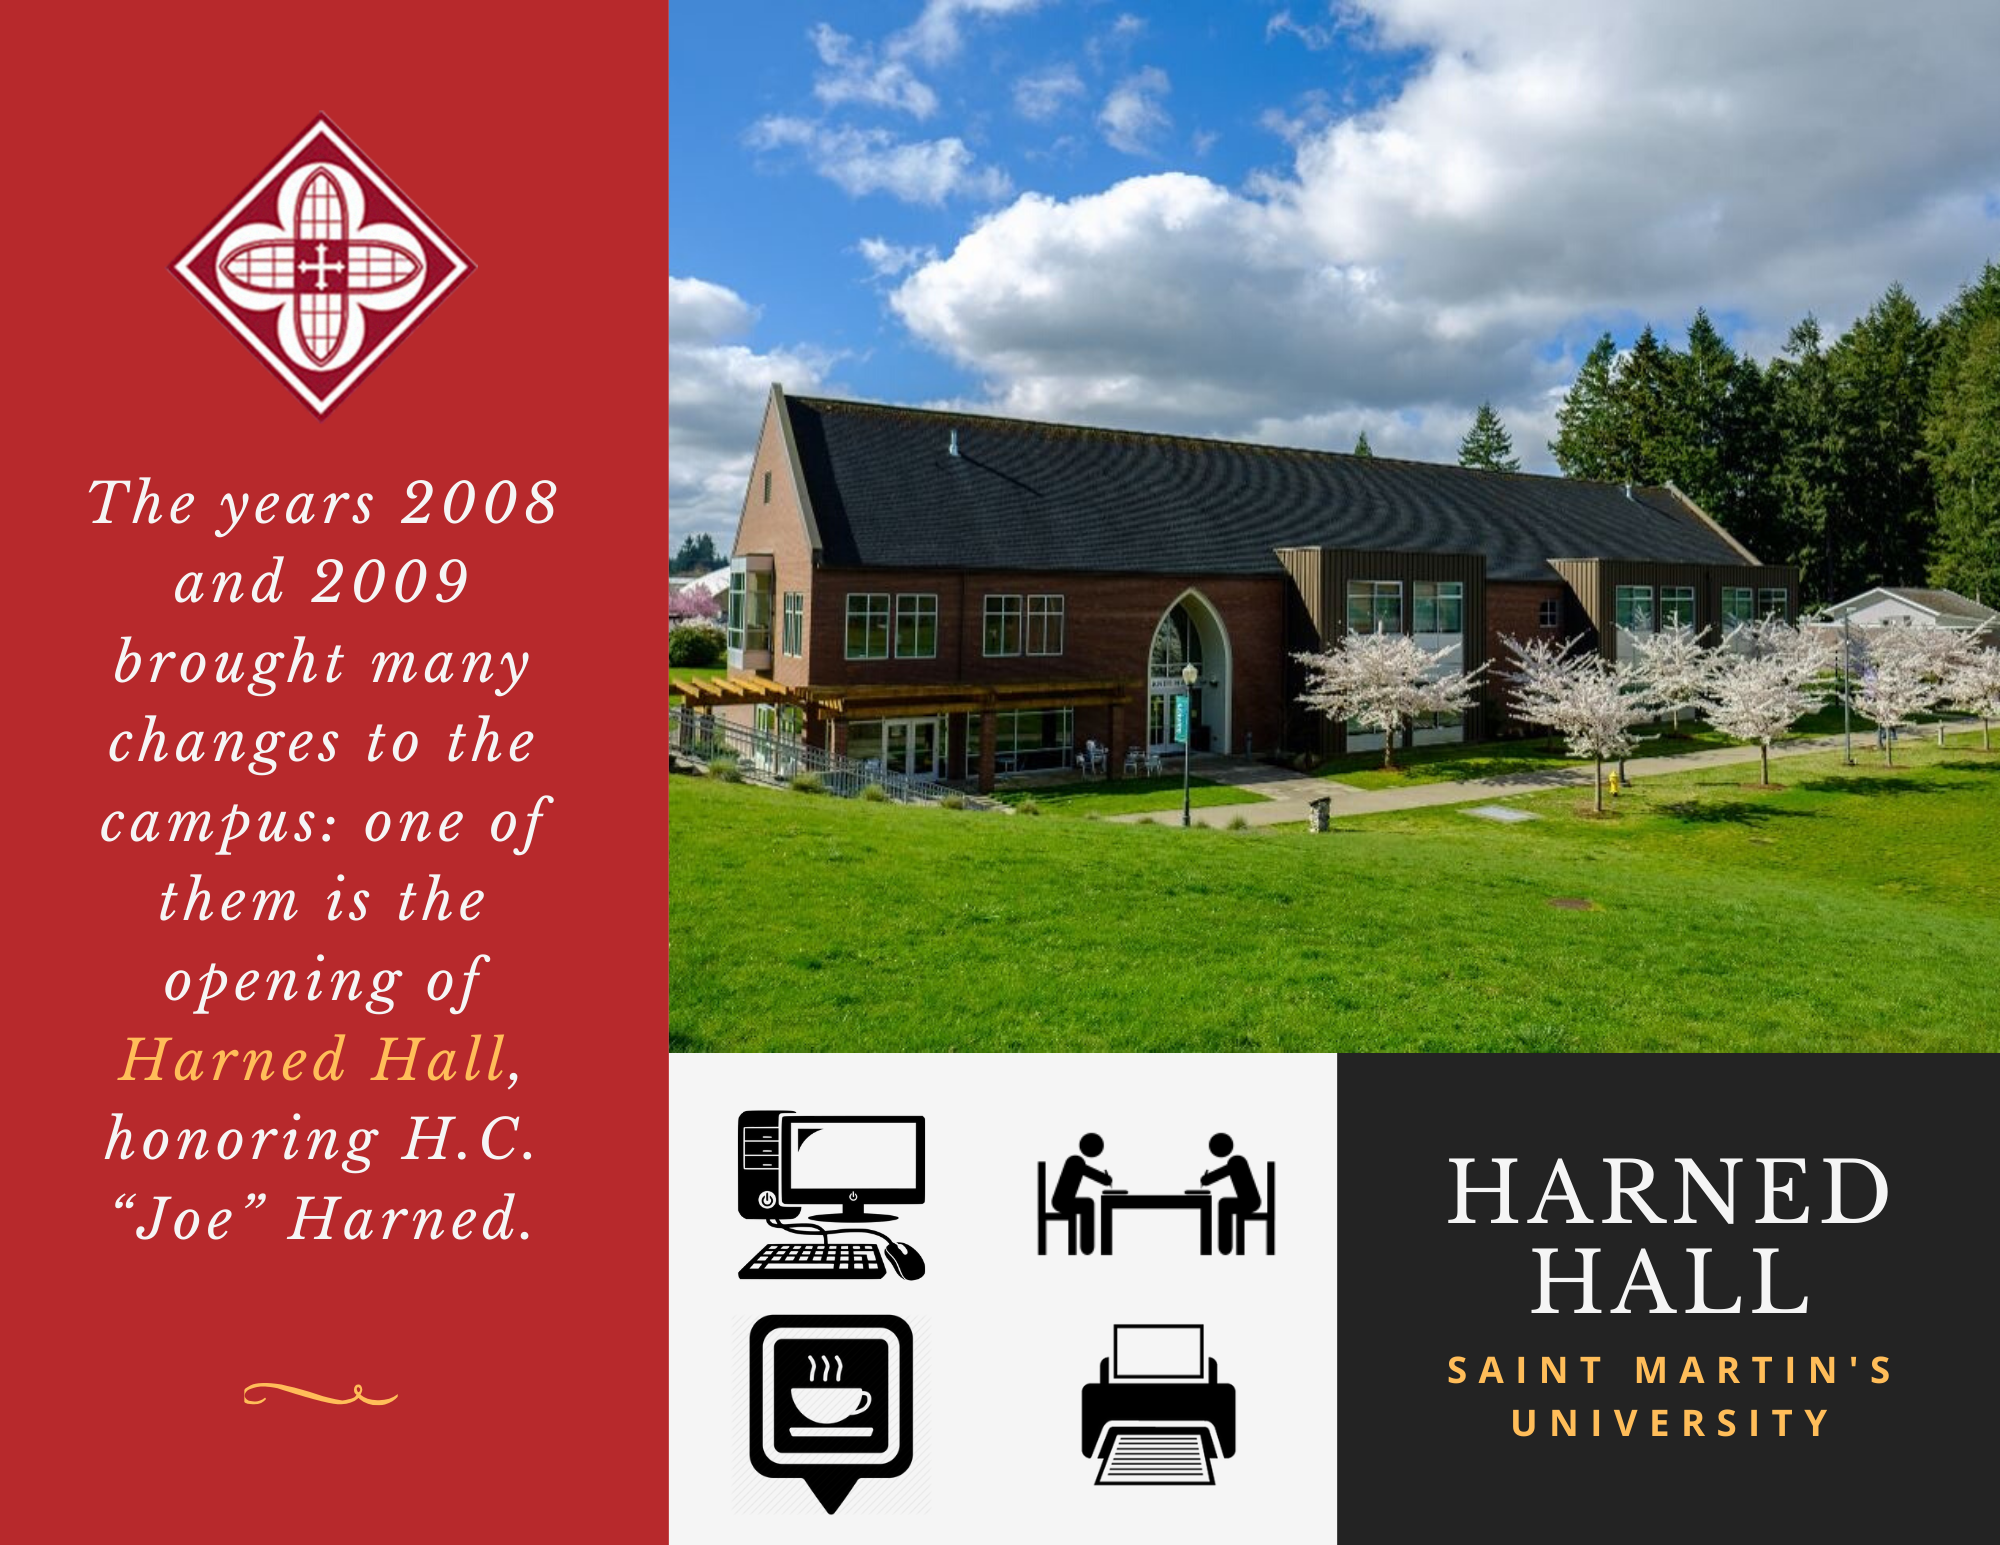 The years 2008
and 2009
brought many
changes to the
campus: one of
them is the
opening of
Harned Hall,
honoring H.C.
“Joe” Harned.
HARNED
HALL
SAINT MARTIN'S
UNIVERSITY